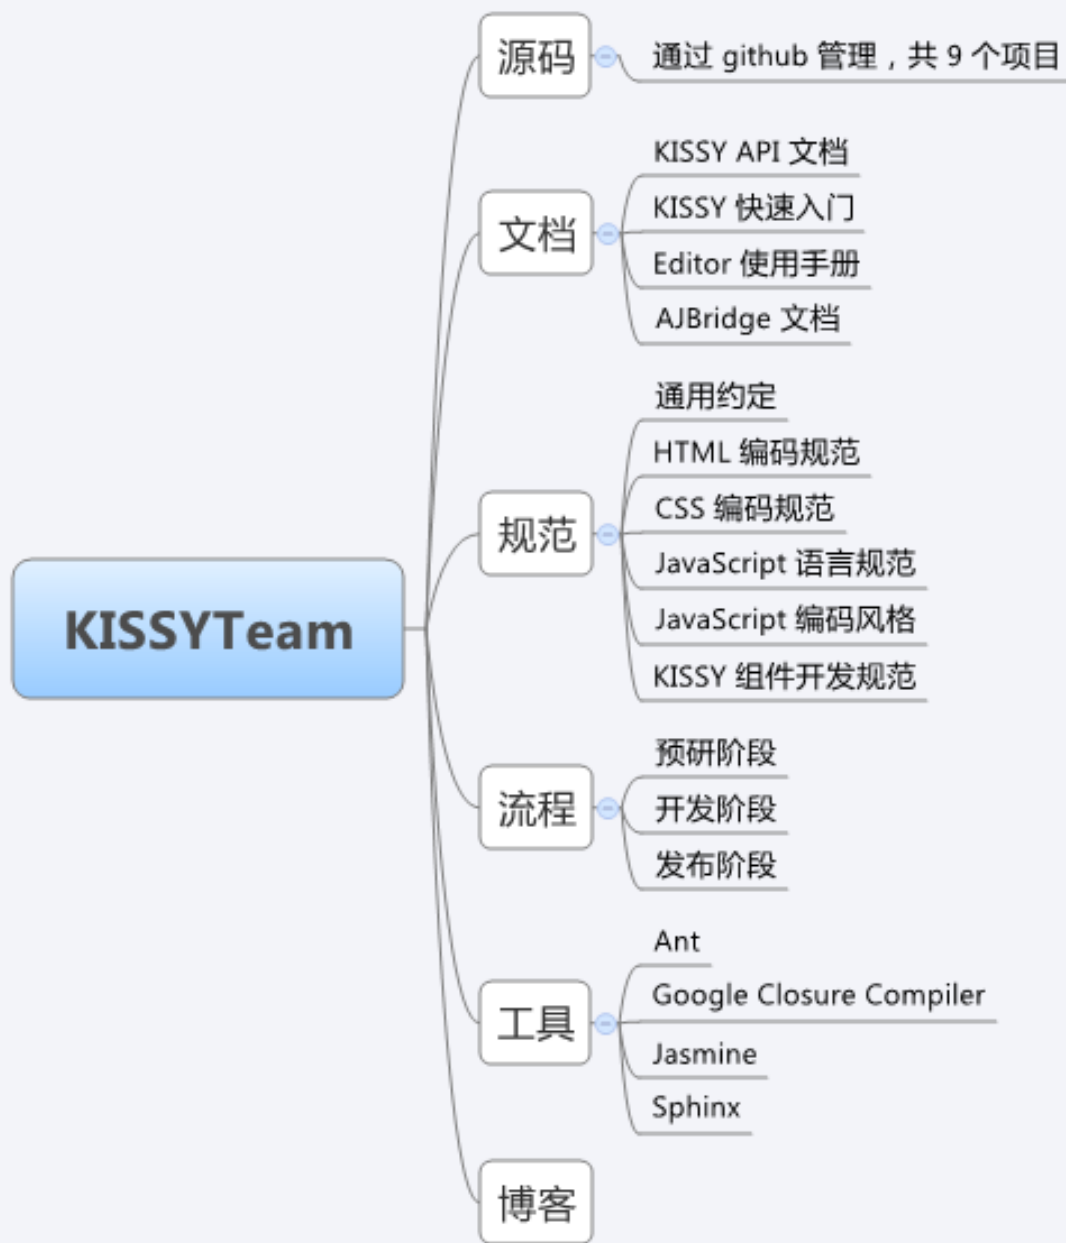 源码
通过 github 管理，共 9 个项目
文档
KISSY API 文档
KISSY 快速入门
Editor 使用手册
AJBridge 文档
规范
通用约定
HTML 编码规范
CSS 编码规范
JavaScript 语言规范
JavaScript 编码风格
KISSY 组件开发规范
KISSYTeam
流程
预研阶段
开发阶段
发布阶段
工具
Ant
Google Closure Compiler
Jasmine
Sphinx
博客